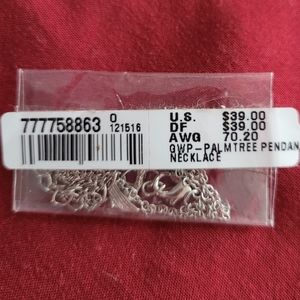 777758863
0
121516
U.S. $39.00
DF $39.00
AWG 70.20
GWP-PALMTREE PENDAN
NECKLACE